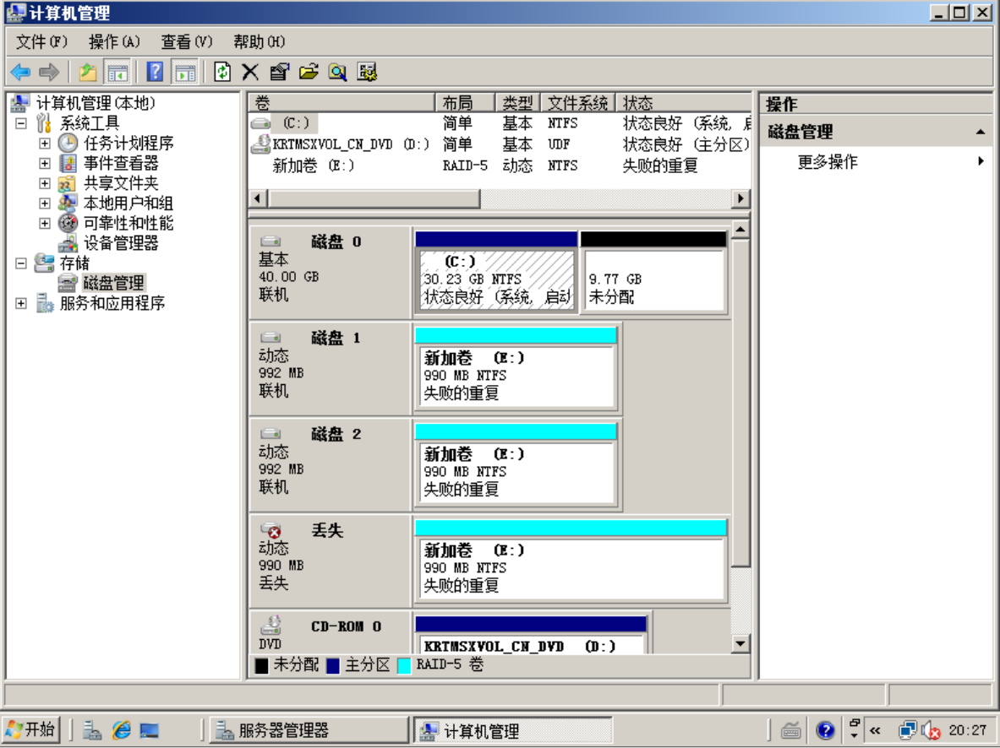 计算机管理
文件(F) 操作(A) 查看(V) 帮助(H)
计算机管理(本地)
系统工具
任务计划程序
事件查看器
共享文件夹
本地用户和组
可靠性和性能
设备管理器
存储
磁盘管理
服务和应用程序
卷 布局 类型 文件系统 状态
(C:) 简单 基本 NTFS 状态良好 (系统, 启
KRTMSXVOL_CN_DVD (D:) 简单 基本 UDF 状态良好 (主分区)
新加卷 (E:) RAID-5 动态 NTFS 失败的重复
磁盘 0
基本
40.00 GB
联机
(C:)
30.23 GB NTFS
状态良好 (系统, 启动
9.77 GB
未分配
磁盘 1
动态
992 MB
联机
新加卷 (E:)
990 MB NTFS
失败的重复
磁盘 2
动态
992 MB
联机
新加卷 (E:)
990 MB NTFS
失败的重复
丢失
动态
990 MB
丢失
新加卷 (E:)
990 MB NTFS
失败的重复
CD-ROM 0
DVD
KRTMSXVOL_CN_DVD (D:)
未分配 主分区 RAID-5 卷
操作
磁盘管理
更多操作
开始 服务器管理器 计算机管理 20:27